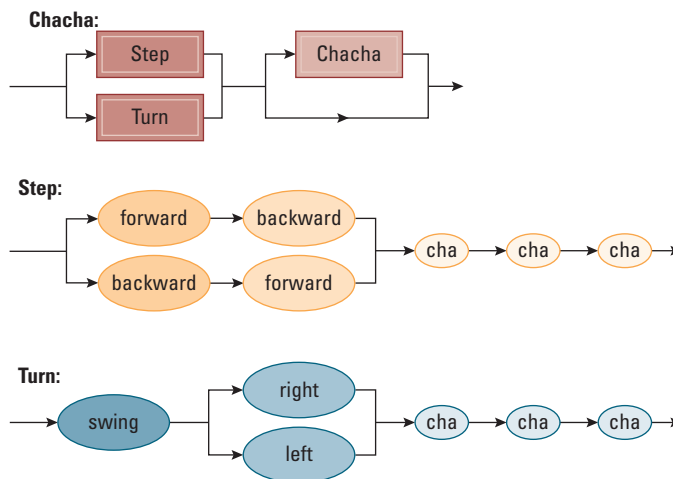 Chacha:
Step
Chacha
Turn
Step:
forward
backward
cha
cha
cha
backward
forward
Turn:
swing
right
cha
cha
cha
left